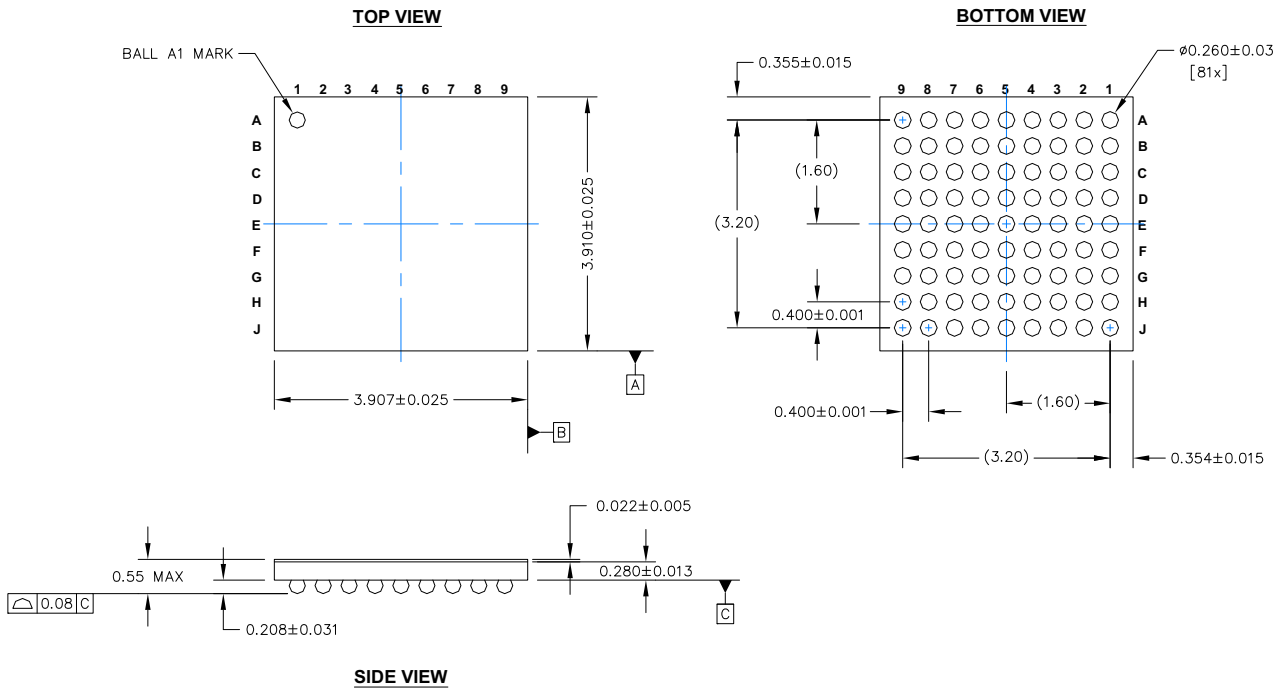 TOP VIEW
BALL A1 MARK
1 2 3 4 5 6 7 8 9
A
B
C
D
E
F
G
H
J
3.910±0.025
A
3.907±0.025
B
BOTTOM VIEW
0.355±0.015
ø0.260±0.03
[81x]
9 8 7 6 5 4 3 2 1
A
B
C
D
E
F
G
H
J
(1.60)
(3.20)
0.400±0.001
0.400±0.001
(1.60)
(3.20)
0.354±0.015
0.022±0.005
0.55 MAX
0.280±0.013
0.08 C
C
0.208±0.031
SIDE VIEW